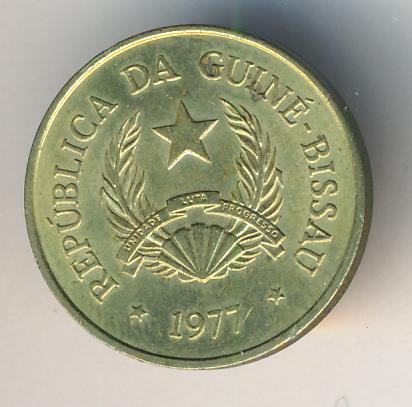 REPÚBLICA DA GUINÉ-BISSAU
UNIDADE LUTA PROGRESSO
1977